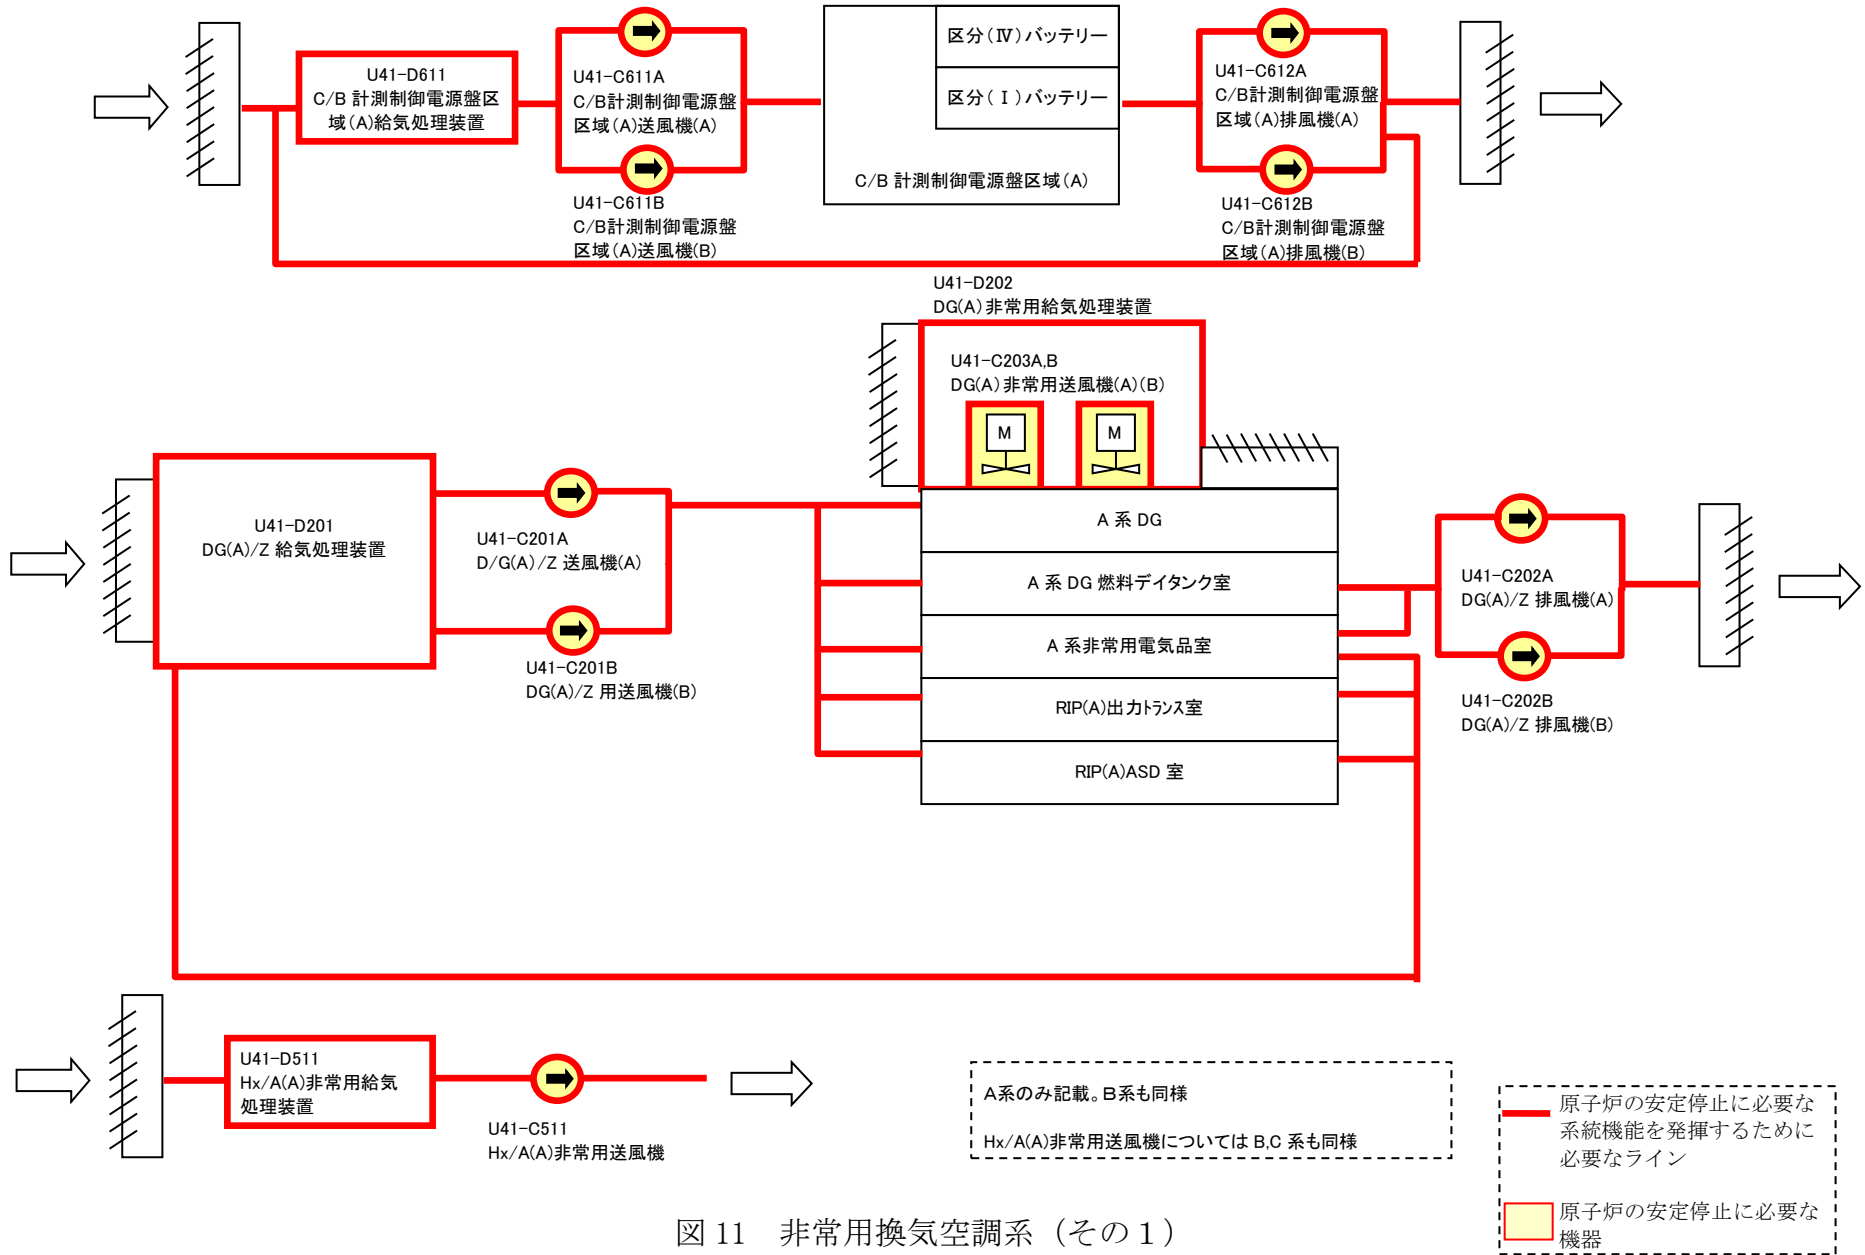 U41-D611
C/B 計測制御電源盤区
域(A)給気処理装置
U41-C611A
C/B計測制御電源盤
区域(A)送風機(A)
U41-C611B
C/B計測制御電源盤
区域(A)送風機(B)
区分(Ⅳ)バッテリー
区分(Ⅰ)バッテリー
C/B 計測制御電源盤区域(A)
U41-C612A
C/B計測制御電源盤
区域(A)排風機(A)
U41-C612B
C/B計測制御電源盤
区域(A)排風機(B)
U41-D202
DG(A)非常用給気処理装置
U41-C203A,B
DG(A)非常用送風機(A)(B)
M
M
U41-D201
DG(A)/Z 給気処理装置
U41-C201A
D/G(A)/Z 送風機(A)
U41-C201B
DG(A)/Z 用送風機(B)
A 系 DG
A 系 DG 燃料デイタンク室
A 系非常用電気品室
RIP(A)出力トランス室
RIP(A)ASD 室
U41-C202A
DG(A)/Z 排風機(A)
U41-C202B
DG(A)/Z 排風機(B)
U41-D511
Hx/A(A)非常用給気
処理装置
U41-C511
Hx/A(A)非常用送風機
A系のみ記載。B系も同様
Hx/A(A)非常用送風機については B,C 系も同様
原子炉の安定停止に必要な
系統機能を発揮するために
必要なライン
原子炉の安定停止に必要な
機器
図 11　非常用換気空調系（その１）